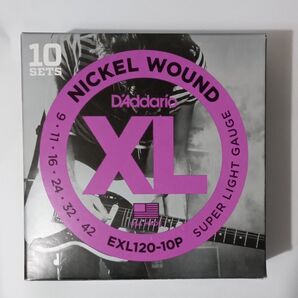 10
SETS
NICKEL WOUND
D'Addario
XL
9 · 11 · 16 · 24 · 32 · 42
SUPER LIGHT GAUGE
EXL120-10P